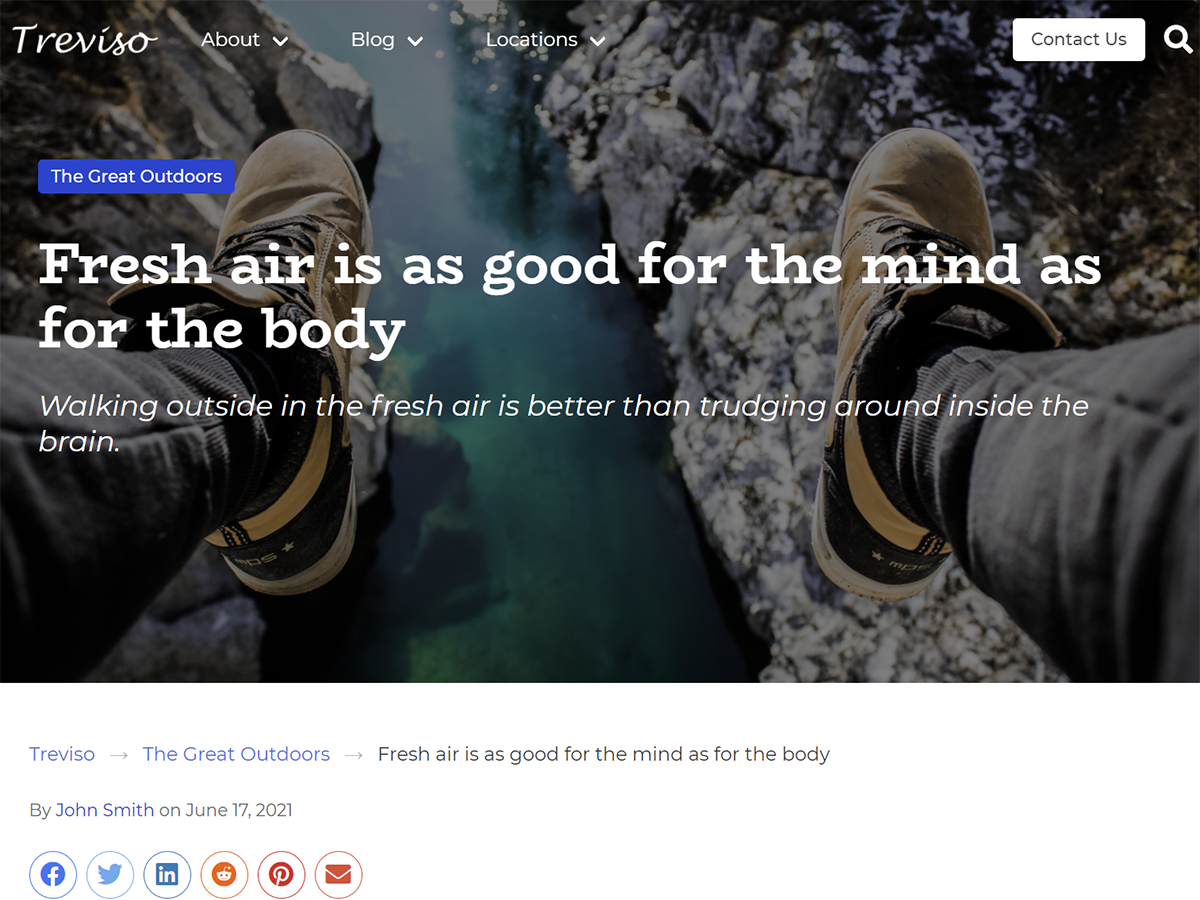 Treviso
About
Blog
Locations
Contact Us
The Great Outdoors
Fresh air is as good for the mind as
for the body
Walking outside in the fresh air is better than trudging around inside the
brain.
mps
mps
Treviso → The Great Outdoors → Fresh air is as good for the mind as for the body
By John Smith on June 17, 2021
in